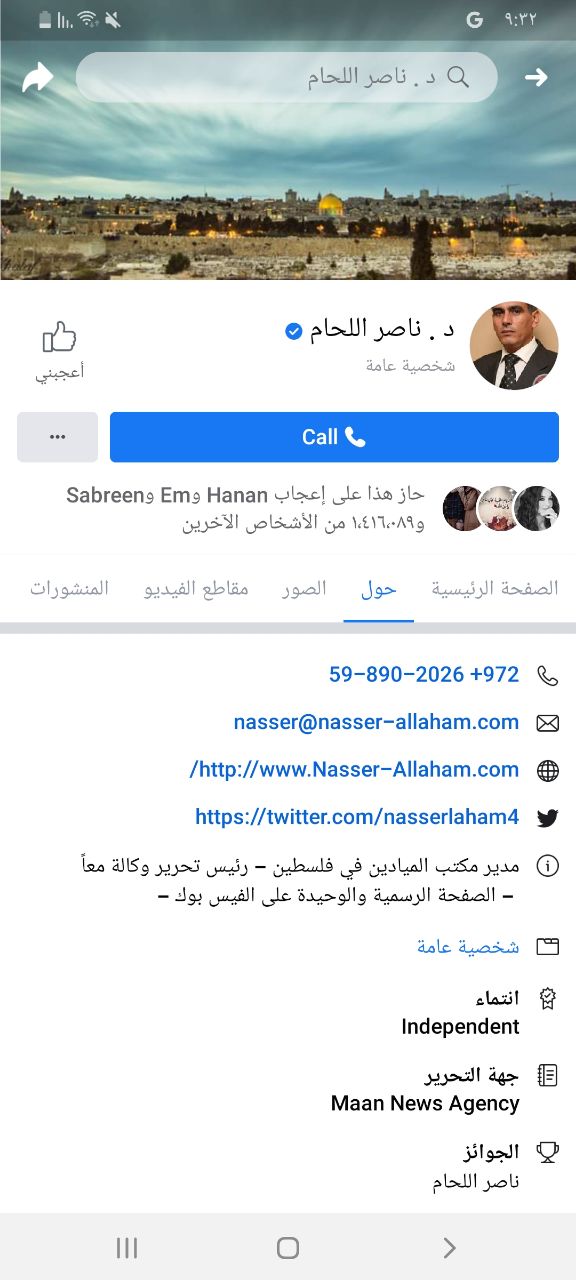 ٩:٣٢
د . ناصر اللحام
د . ناصر اللحام
شخصية عامة
أعجبني
Call
حاز هذا على إعجاب Hanan وEm وSabreen
و١،٤١٦،٠٨٩ من الأشخاص الآخرين
الصفحة الرئيسية حول الصور مقاطع الفيديو المنشورات
+972 59-890-2026
nasser@nasser-allaham.com
http://www.Nasser-Allaham.com/
https://twitter.com/nasserlaham4
مدير مكتب الميادين في فلسطين – رئيس تحرير وكالة معاً
– الصفحة الرسمية والوحيدة على الفيس بوك –
شخصية عامة
انتماء
Independent
جهة التحرير
Maan News Agency
الجوائز
ناصر اللحام